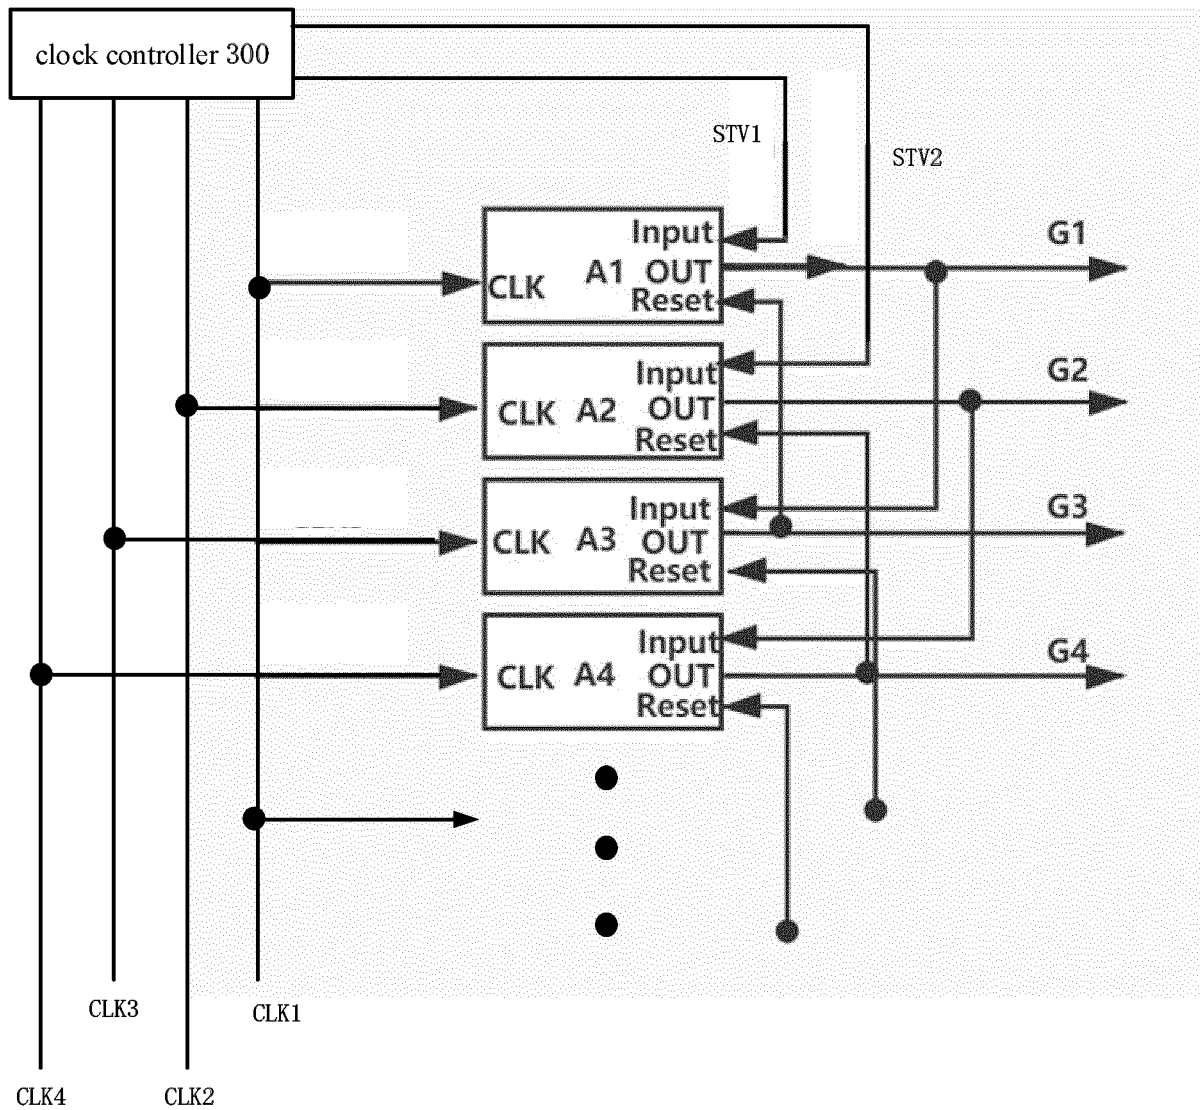 clock controller 300
STV1
STV2
Input
CLK A1 OUT
Reset
G1
Input
CLK A2 OUT
Reset
G2
Input
CLK A3 OUT
Reset
G3
Input
CLK A4 OUT
Reset
G4
CLK3
CLK1
CLK4
CLK2